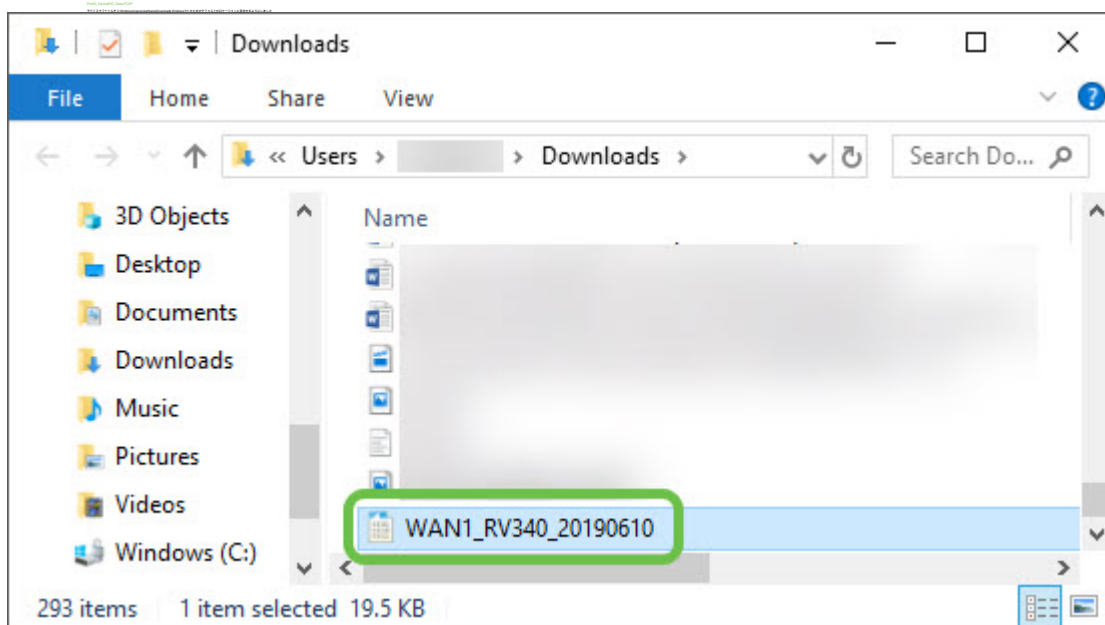 Downloads
File Home Share View
« Users > > Downloads > Search Do...
3D Objects
Desktop
Documents
Downloads
Music
Pictures
Videos
Windows (C:)
Name
WAN1_RV340_20190610
293 items 1 item selected 19.5 KB